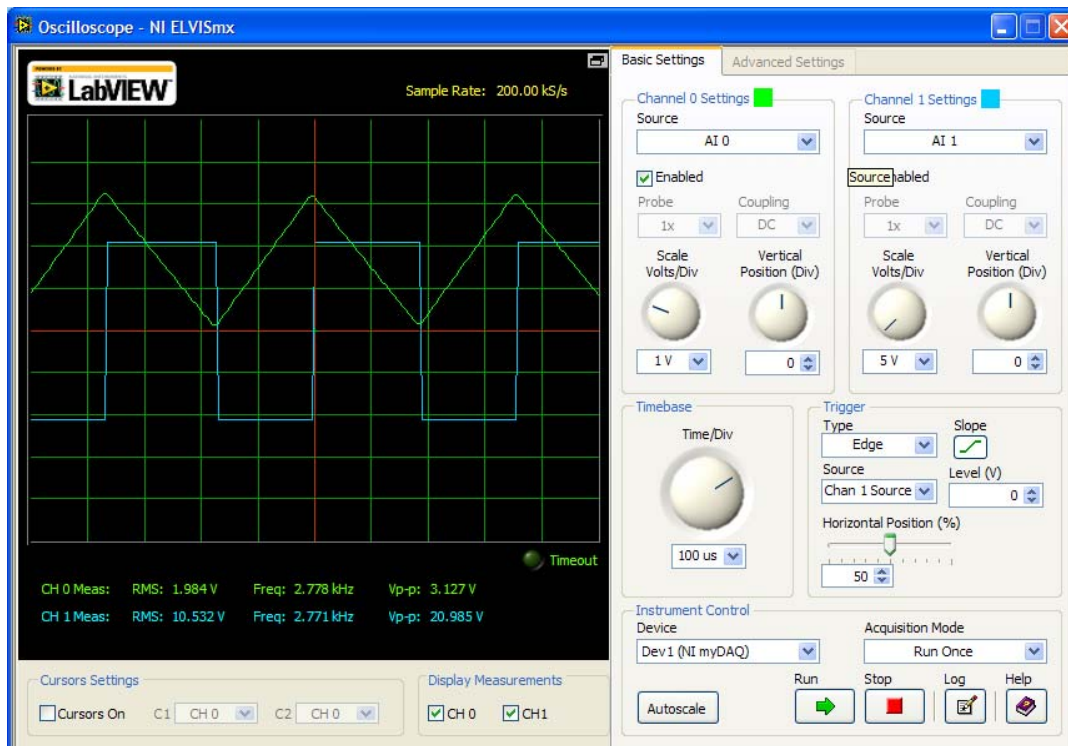 Oscilloscope - NI ELVISmx
LabVIEW
Sample Rate: 200.00 kS/s
Timeout
CH 0 Meas: RMS: 1.984 V Freq: 2.778 kHz Vp-p: 3.127 V
CH 1 Meas: RMS: 10.532 V Freq: 2.771 kHz Vp-p: 20.985 V
Cursors Settings
Cursors On C1 CH 0 C2 CH 0
Display Measurements
CH 0 CH1
Basic Settings Advanced Settings
Channel 0 Settings
Source
AI 0
Enabled
Probe Coupling
1x DC
Scale Volts/Div
Vertical Position (Div)
1 V 0
Channel 1 Settings
Source
AI 1
Source nabled
Probe Coupling
1x DC
Scale Volts/Div
Vertical Position (Div)
5 V 0
Timebase
Time/Div
100 us
Trigger
Type Slope
Edge
Source Level (V)
Chan 1 Source 0
Horizontal Position (%)
50
Instrument Control
Device Acquisition Mode
Dev1 (NI myDAQ) Run Once
Run Stop Log Help
Autoscale